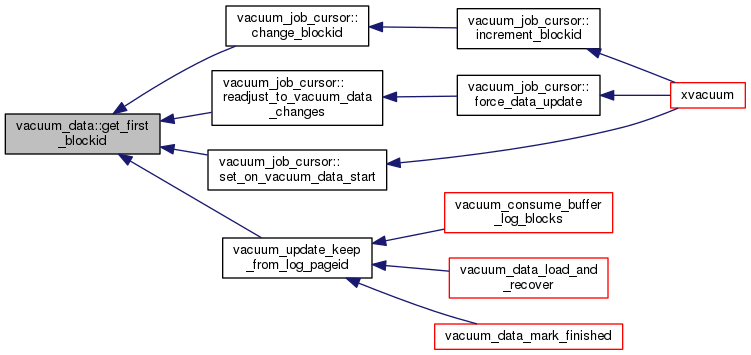 vacuum_data::get_first
_blockid
vacuum_job_cursor::
change_blockid
vacuum_job_cursor::
increment_blockid
vacuum_job_cursor::
readjust_to_vacuum_data
_changes
vacuum_job_cursor::
force_data_update
xvacuum
vacuum_job_cursor::
set_on_vacuum_data_start
vacuum_update_keep
_from_log_pageid
vacuum_consume_buffer
_log_blocks
vacuum_data_load_and
_recover
vacuum_data_mark_finished